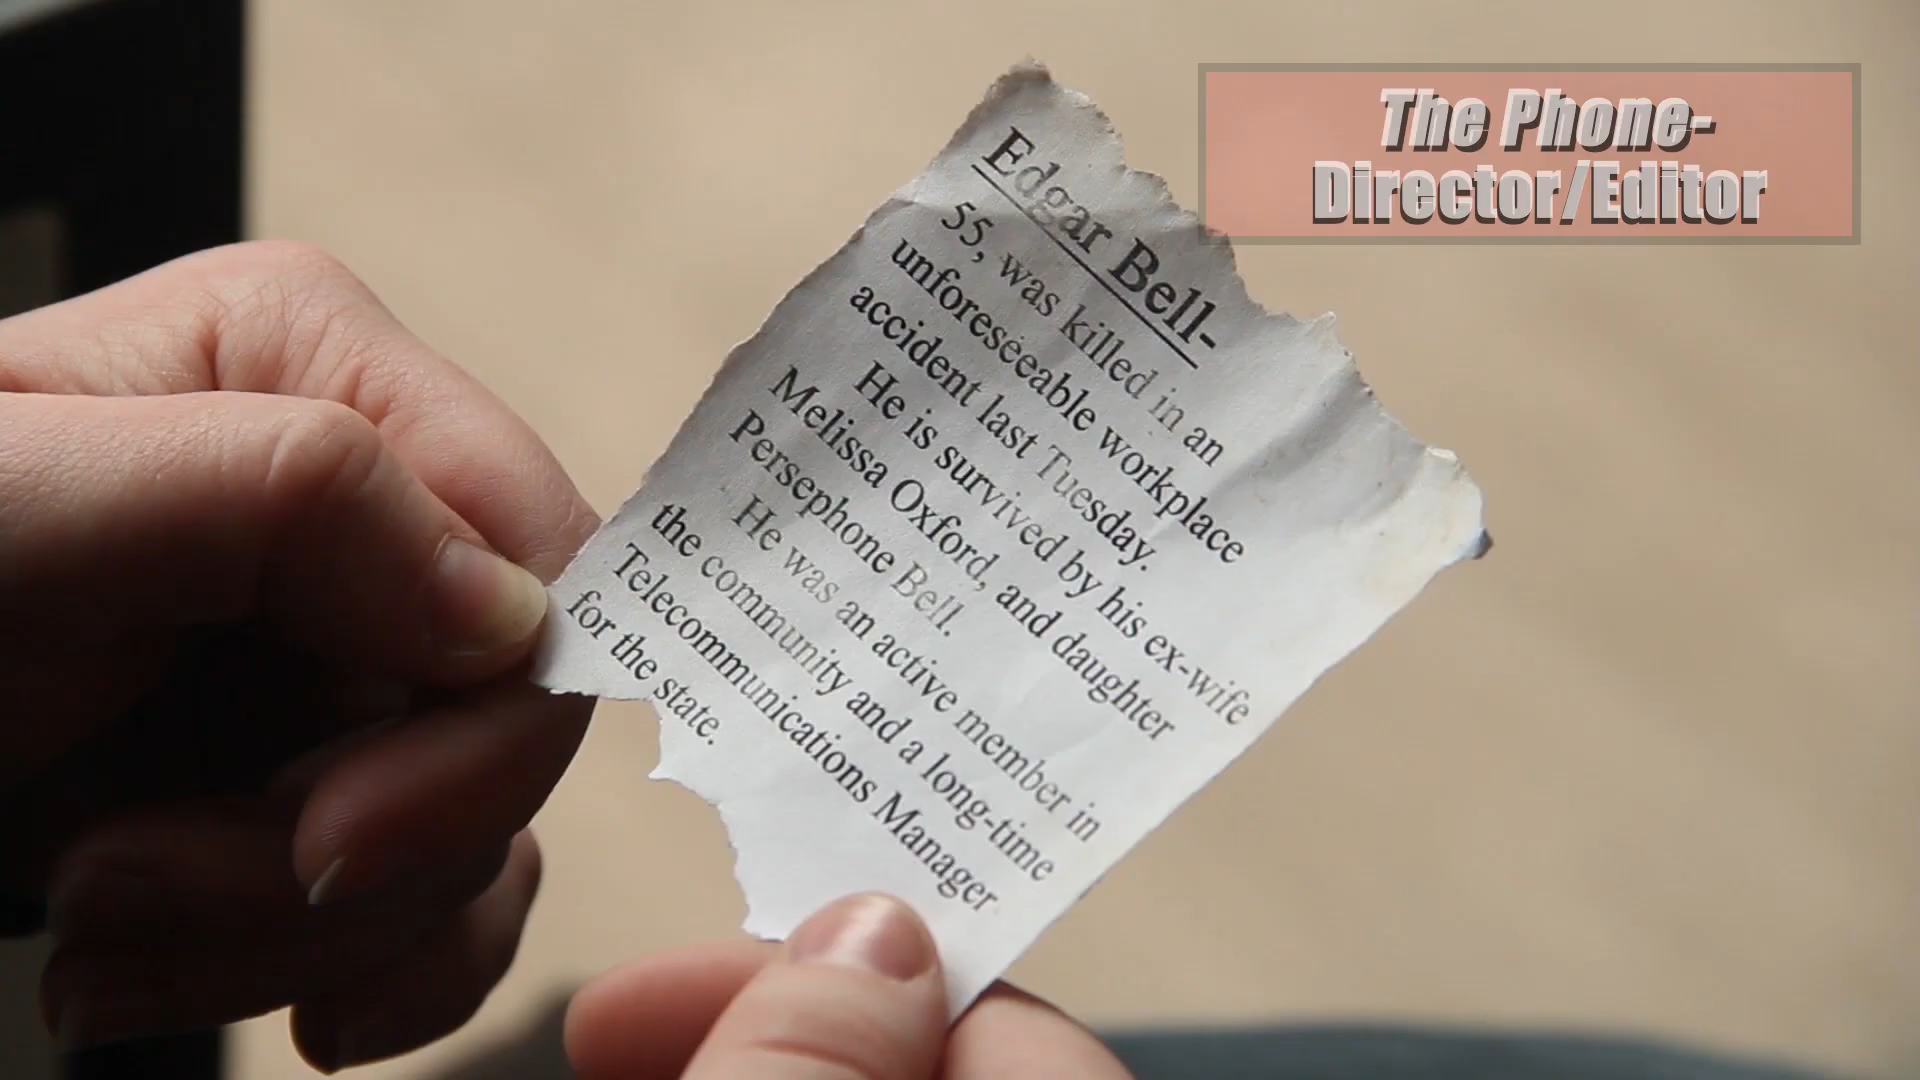 The Phone-
Director/Editor
Edgar Bell-
55, was killed in an
unforeseeable workplace
accident last Tuesday.
He is survived by his ex-wife
Melissa Oxford, and daughter
Persephone Bell.
He was an active member in
the community and a long-time
Telecommunications Manager
for the state.